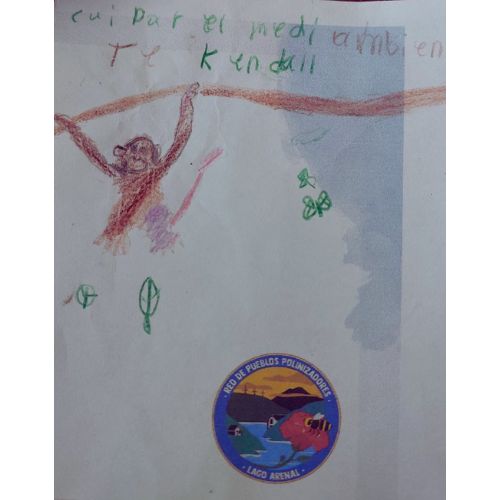 cuidar el medi ambien
Te Kendall
RED DE PUEBLOS POLINIZADORES
LAGO ARENAL